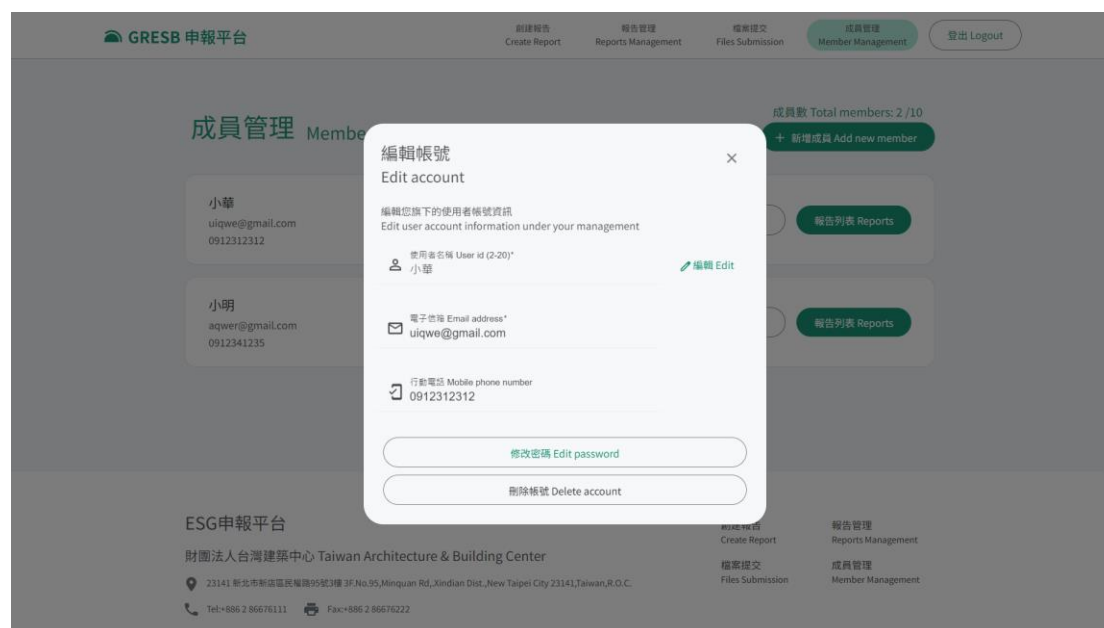 GRESB 申報平台
創建報告
Create Report
報告管理
Reports Management
檔案提交
Files Submission
成員管理
Member Management
登出 Logout
成員管理 Membe
成員數 Total members: 2 /10
+ 新增成員 Add new member
小華
uiqwe@gmail.com
0912312312
報告列表 Reports
小明
aqwer@gmail.com
0912341235
報告列表 Reports
編輯帳號
Edit account
編輯您旗下的使用者帳號資訊
Edit user account information under your management
使用者名稱 User id (2-20)*
小華
編輯 Edit
電子信箱 Email address*
uiqwe@gmail.com
行動電話 Mobile phone number
0912312312
修改密碼 Edit password
刪除帳號 Delete account
ESG申報平台
財團法人台灣建築中心 Taiwan Architecture & Building Center
23141 新北市新店區民權路95號3樓 3F,No.95,Minquan Rd,.Xindian Dist.,New Taipei City 23141,Taiwan,R.O.C.
Tel:+886 2 86676111 Fax:+886 2 86676222
創建報告
Create Report
報告管理
Reports Management
檔案提交
Files Submission
成員管理
Member Management